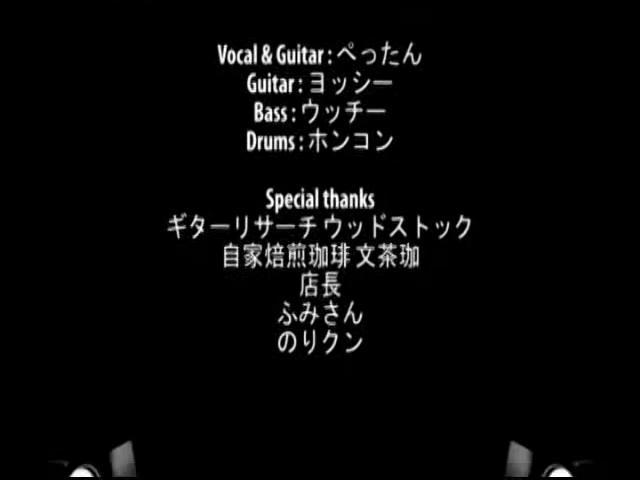 Vocal & Guitar : ぺったん
Guitar : ヨッシー
Bass : ウッチー
Drums : ホンコン
Special thanks
ギターリサーチ ウッドストック
自家焙煎珈琲 文茶珈
店長
ふみさん
のりクン